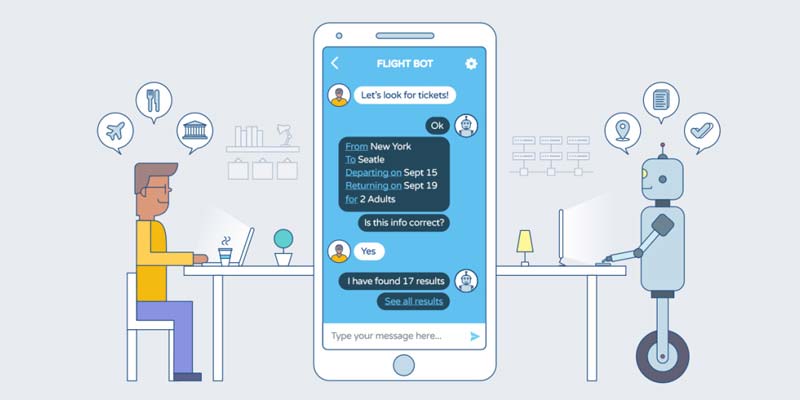 FLIGHT BOT
Let's look for tickets!
Ok
From New York
To Seatle
Departing on Sept 15
Returning on Sept 19
for 2 Adults
Is this info correct?
Yes
I have found 17 results
See all results
Type your message here...